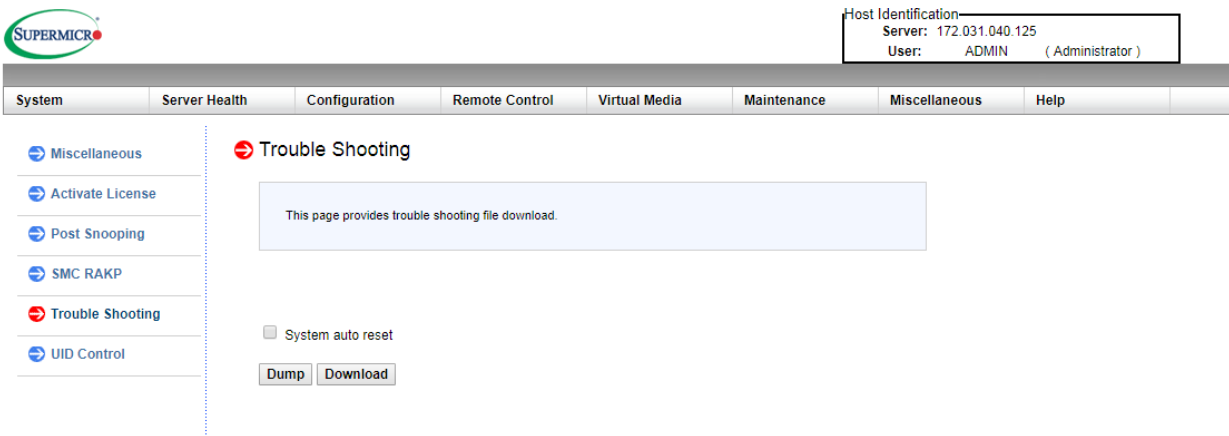 SUPERMICR
Host Identification
Server: 172.031.040.125
User: ADMIN ( Administrator )
System Server Health Configuration Remote Control Virtual Media Maintenance Miscellaneous Help
Miscellaneous
Activate License
Post Snooping
SMC RAKP
Trouble Shooting
UID Control
Trouble Shooting
This page provides trouble shooting file download.
System auto reset
Dump Download